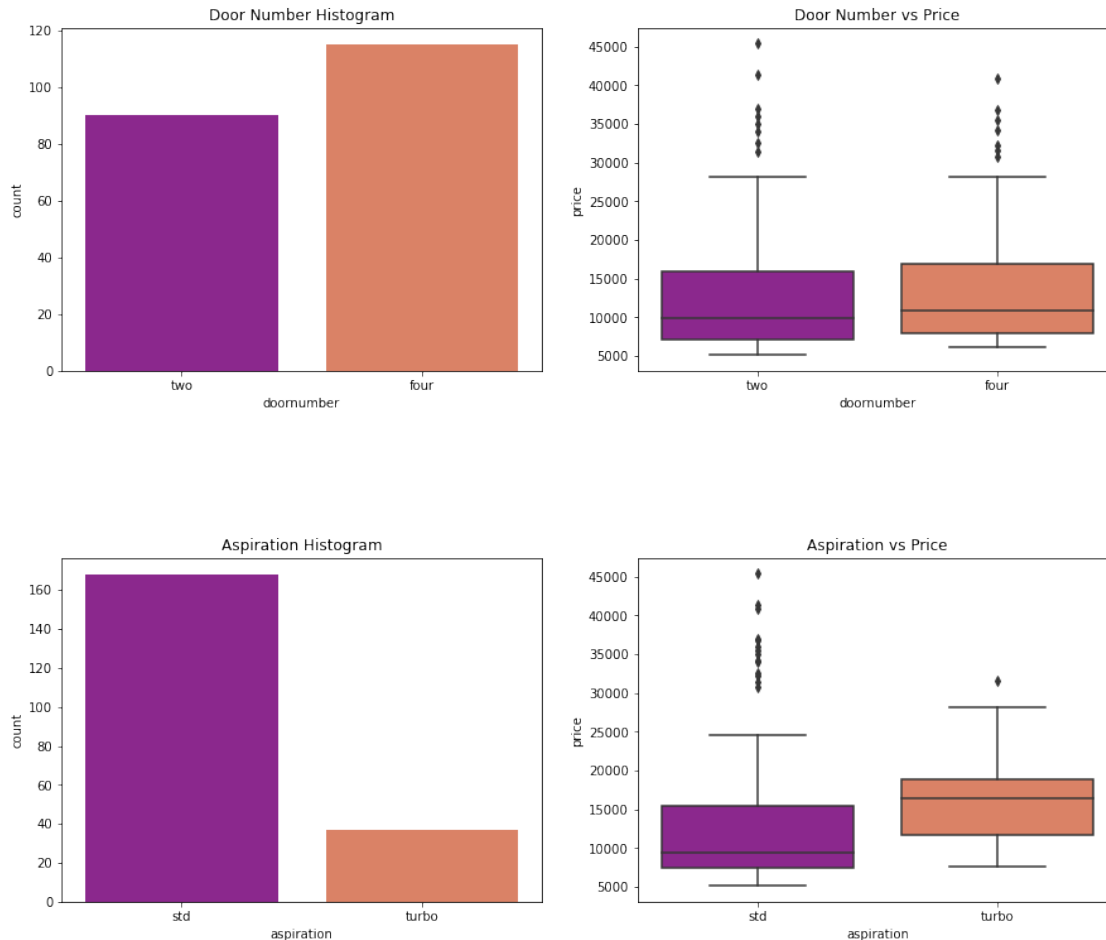 Door Number Histogram
120
100
80
60
40
20
0
count
two
four
doornumber
Door Number vs Price
45000
40000
35000
30000
25000
20000
15000
10000
5000
price
two
four
doornumber
Aspiration Histogram
160
140
120
100
80
60
40
20
0
count
std
turbo
aspiration
Aspiration vs Price
45000
40000
35000
30000
25000
20000
15000
10000
5000
price
std
turbo
aspiration